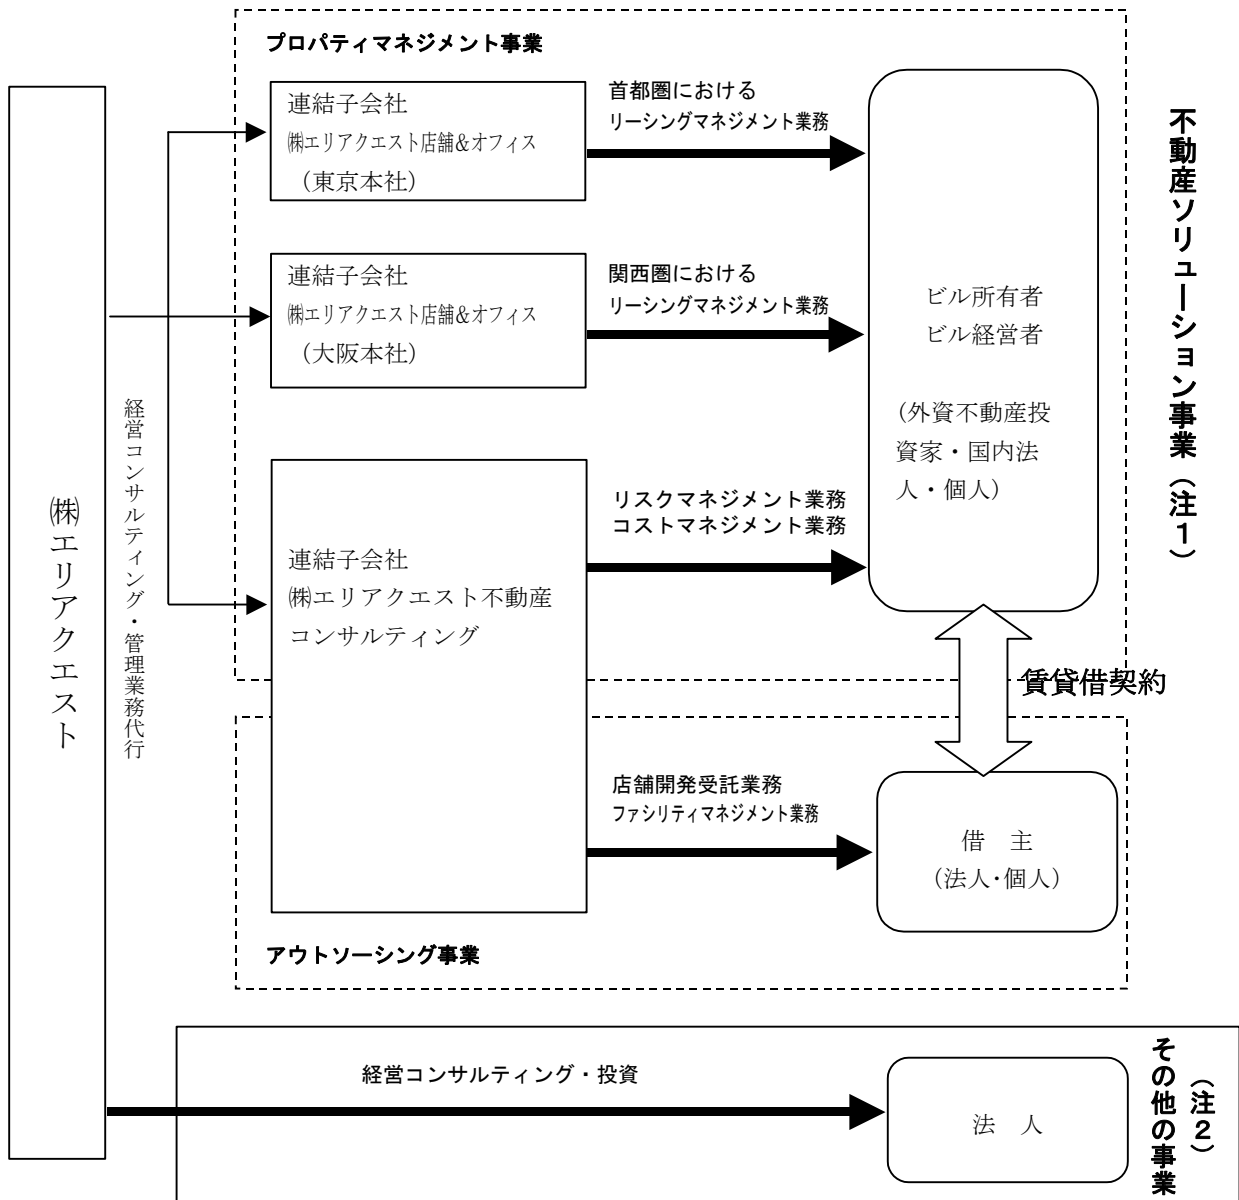 プロパティマネジメント事業
連結子会社
㈱エリアクエスト店舗&オフィス
（東京本社）
首都圏における
リーシングマネジメント業務
連結子会社
㈱エリアクエスト店舗&オフィス
（大阪本社）
関西圏における
リーシングマネジメント業務
ビル所有者
ビル経営者
（外資不動産投
資家・国内法
人・個人）
不動産ソリューション事業（注１）
㈱エリアクエスト
経営コンサルティング・管理業務代行
連結子会社
㈱エリアクエスト不動産
コンサルティング
リスクマネジメント業務
コストマネジメント業務
賃貸借契約
店舗開発受託業務
ファシリティマネジメント業務
借　主
（法人・個人）
アウトソーシング事業
経営コンサルティング・投資
法　人
その他の事業
（注２）